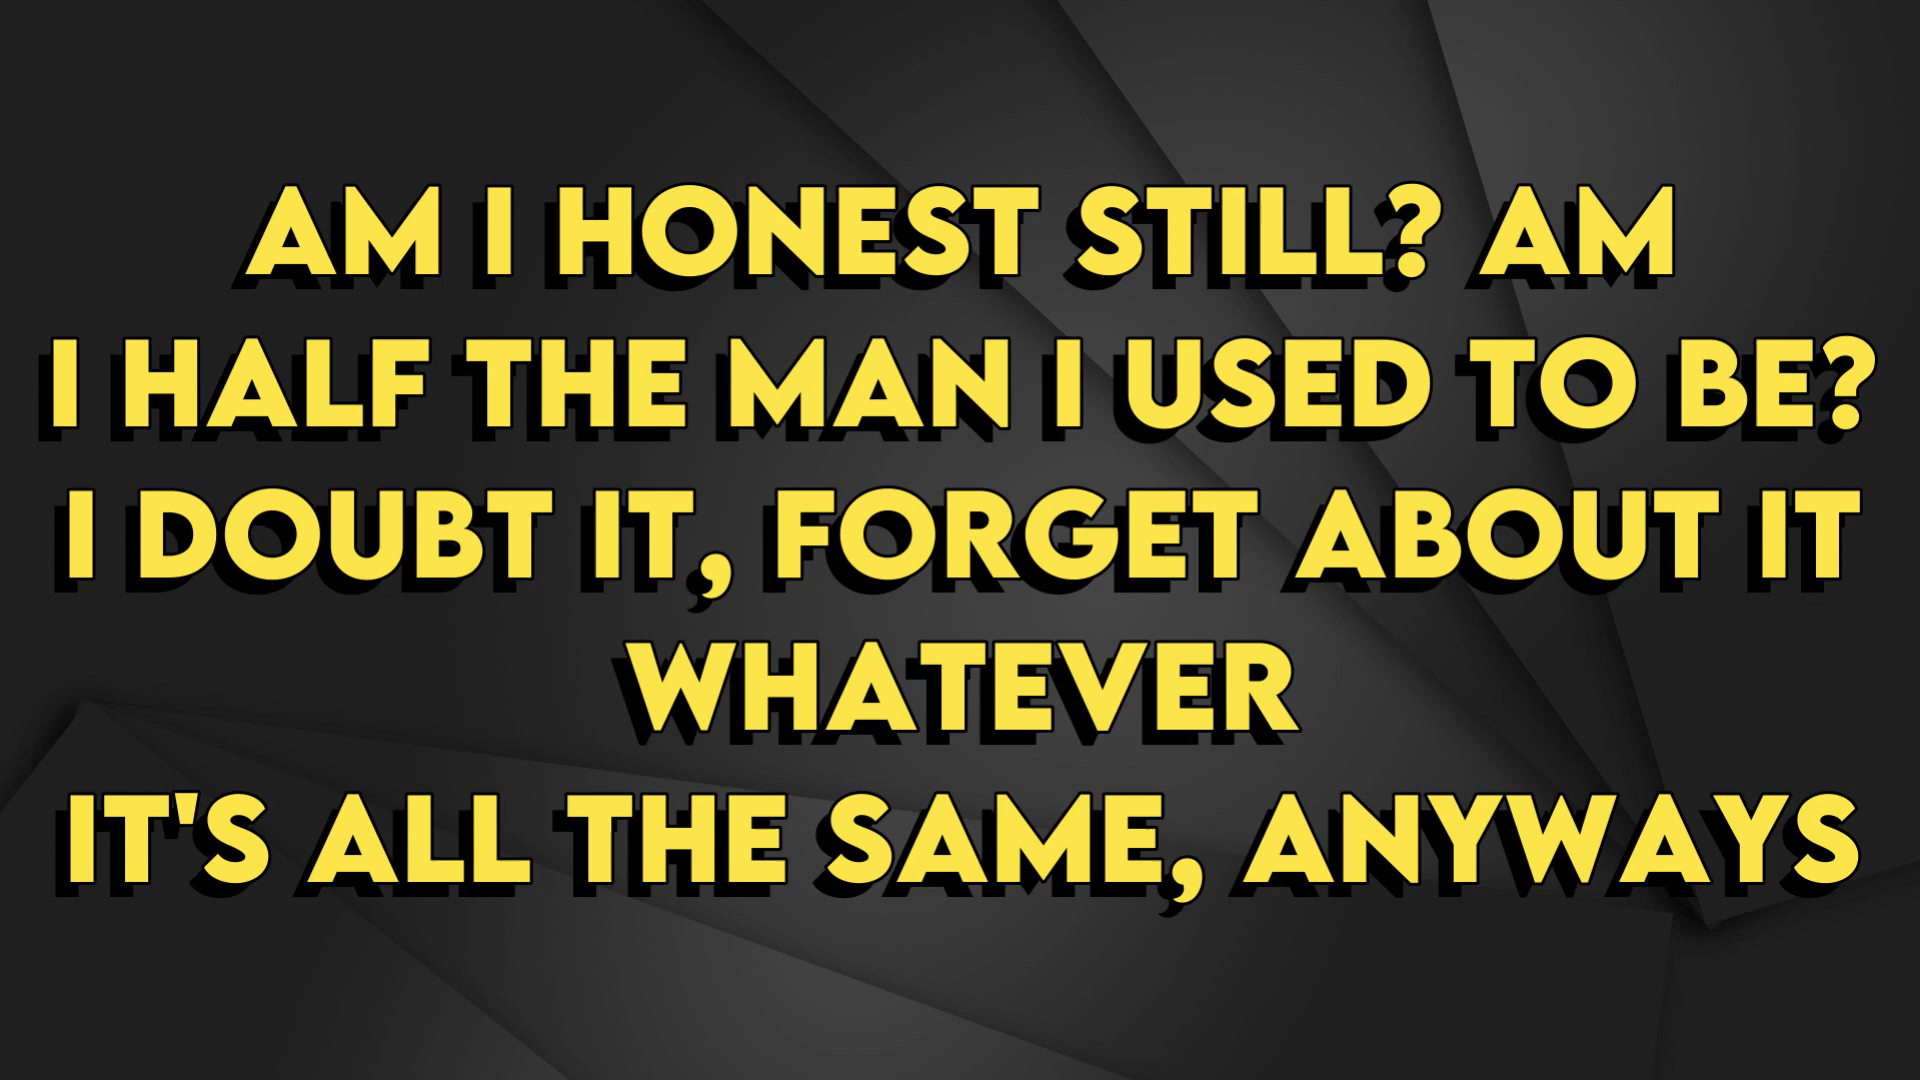 AM I HONEST STILL? AM
I HALF THE MAN I USED TO BE?
I DOUBT IT, FORGET ABOUT IT
WHATEVER
IT'S ALL THE SAME, ANYWAYS